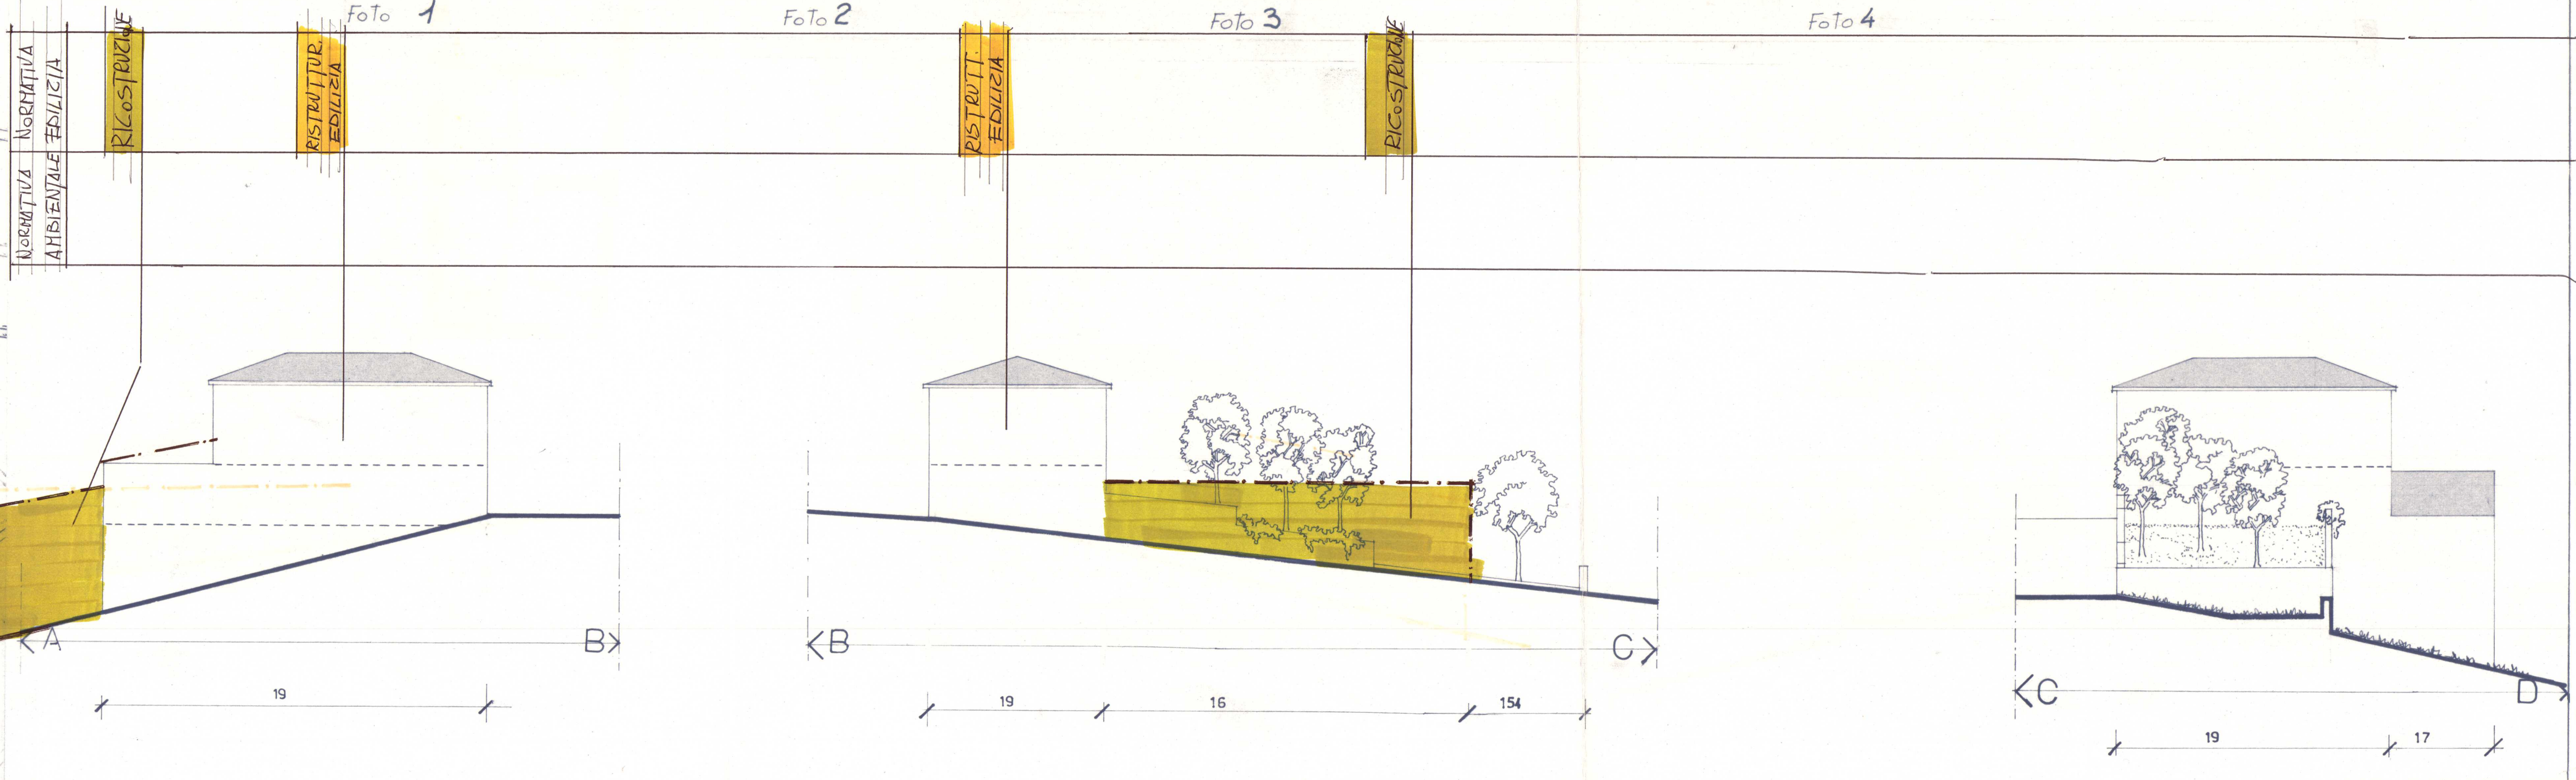 Foto 1
Foto 2
Foto 3
Foto 4
NORMATIVA
EDILIZIA
NORMATIVA
AMBIENTALE
RICOSTRUZIONE
RISTRUTTUR.
EDILIZIA
RISTRUTT.
EDILIZIA
RICOSTRUZIONE
A
B
B
C
C
D
19
19
16
154
19
17